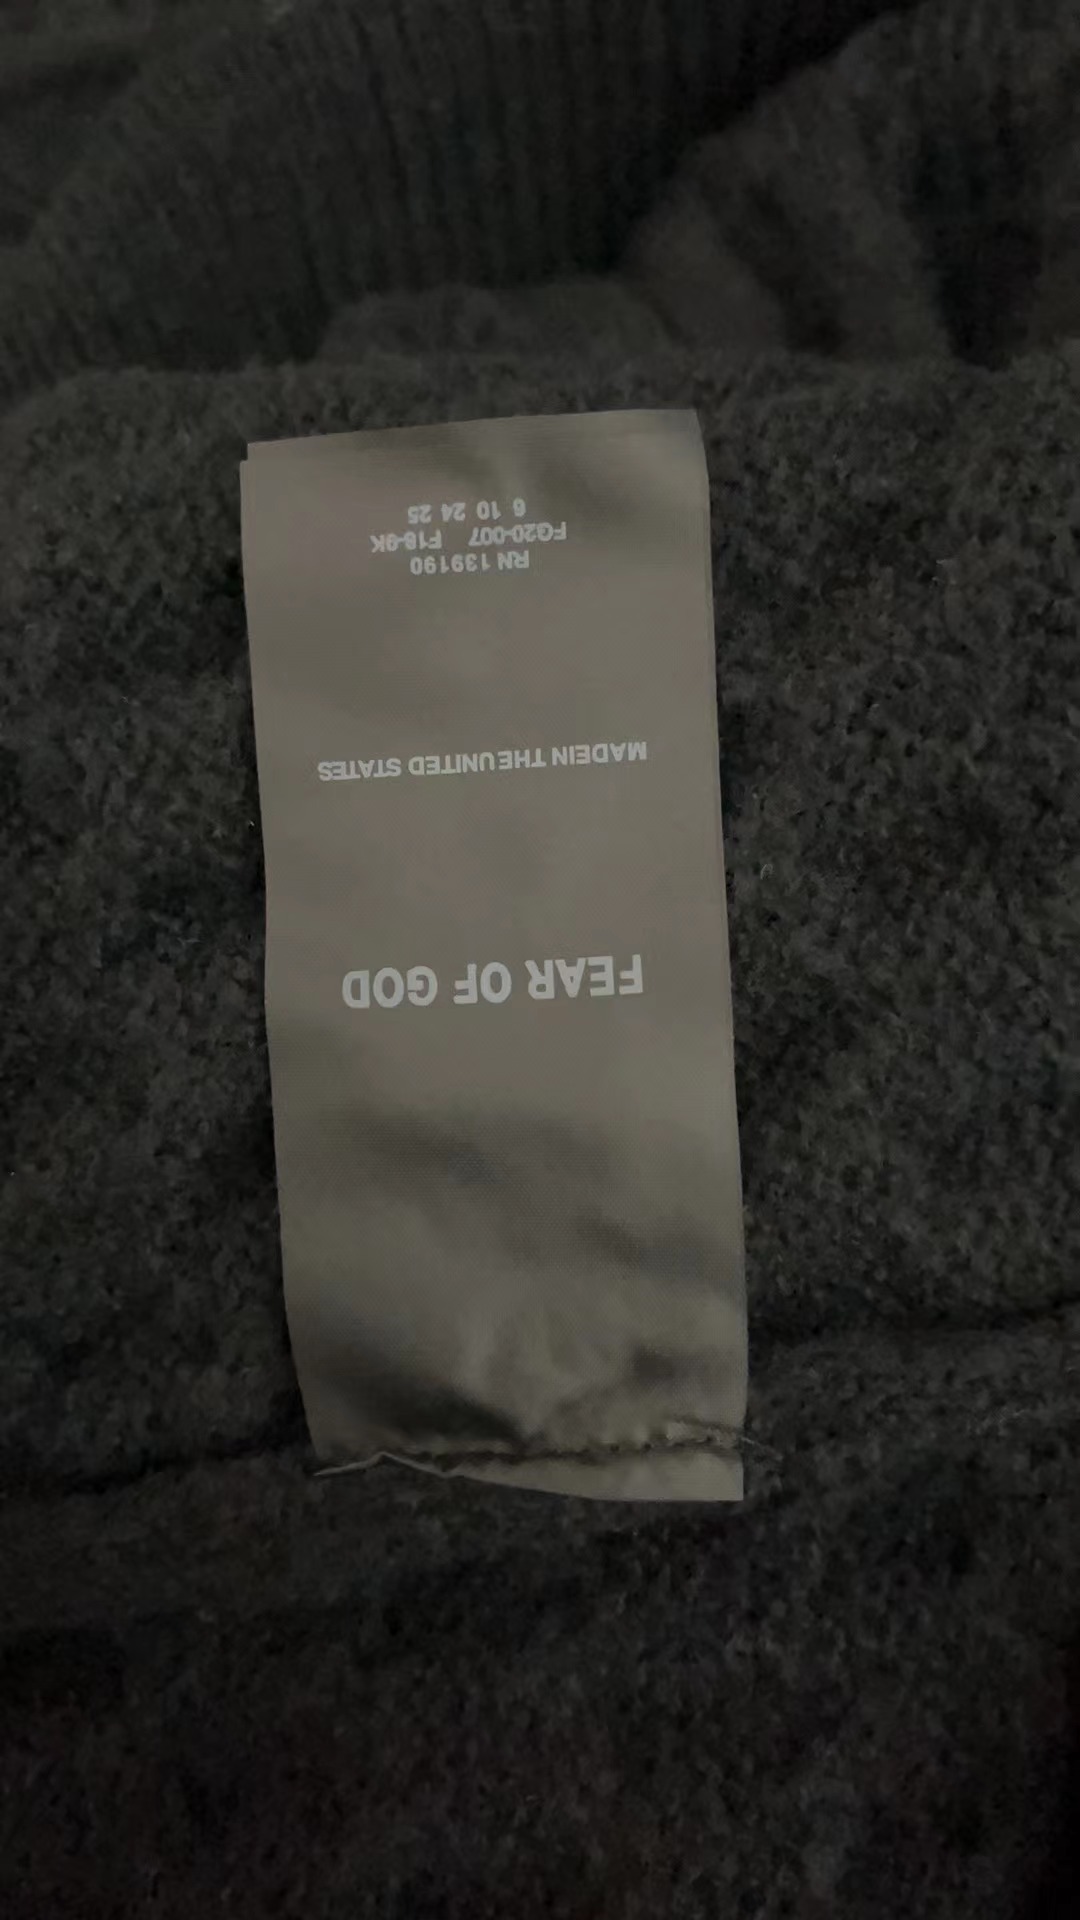 FEAR OF GOD
MADEIN THE UNITED STATES
RN 139190
FG20-007 F18-9K
6 10 24 25